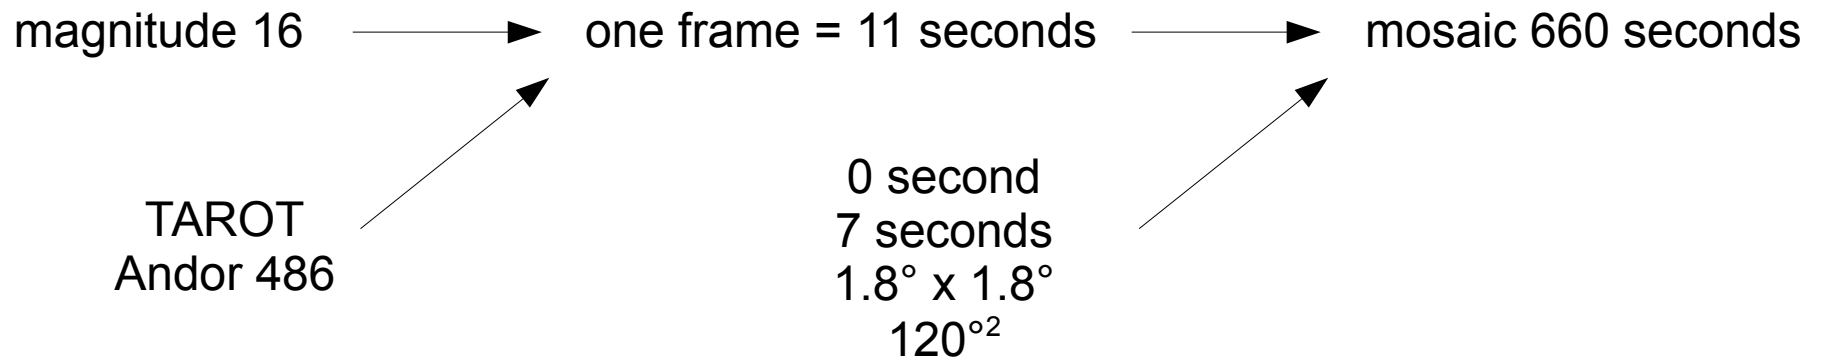 magnitude 16
one frame = 11 seconds
mosaic 660 seconds
TAROT
Andor 486
0 second
7 seconds
1.8° x 1.8°
120°²